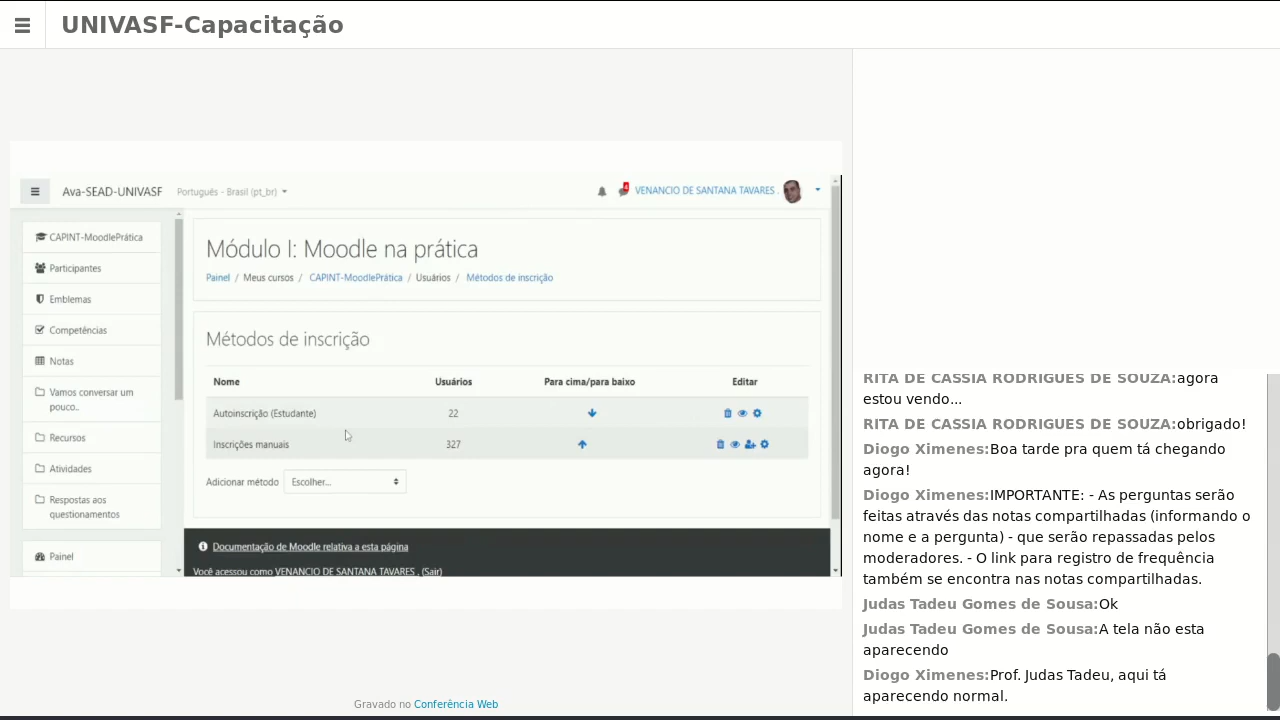 UNIVASF-Capacitação
Ava-SEAD-UNIVASF
Português - Brasil (pt_br)
4
VENANCIO DE SANTANA TAVARES .
CAPINT-MoodlePrática
Participantes
Emblemas
Competências
Notas
Vamos conversar um
pouco..
Recursos
Atividades
Respostas aos
questionamentos
Painel
Módulo I: Moodle na prática
Painel / Meus cursos / CAPINT-MoodlePrática / Usuários / Métodos de inscrição
Métodos de inscrição
Nome Usuários Para cima/para baixo Editar
Autoinscrição (Estudante) 22
Inscrições manuais 327
Adicionar método Escolher...
Documentação de Moodle relativa a esta página
Você acessou como VENANCIO DE SANTANA TAVARES . (Sair)
Gravado no Conferência Web
RITA DE CASSIA RODRIGUES DE SOUZA:agora
estou vendo...
RITA DE CASSIA RODRIGUES DE SOUZA:obrigado!
Diogo Ximenes:Boa tarde pra quem tá chegando
agora!
Diogo Ximenes:IMPORTANTE: - As perguntas serão
feitas através das notas compartilhadas (informando o
nome e a pergunta) - que serão repassadas pelos
moderadores. - O link para registro de frequência
também se encontra nas notas compartilhadas.
Judas Tadeu Gomes de Sousa:Ok
Judas Tadeu Gomes de Sousa:A tela não esta
aparecendo
Diogo Ximenes:Prof. Judas Tadeu, aqui tá
aparecendo normal.